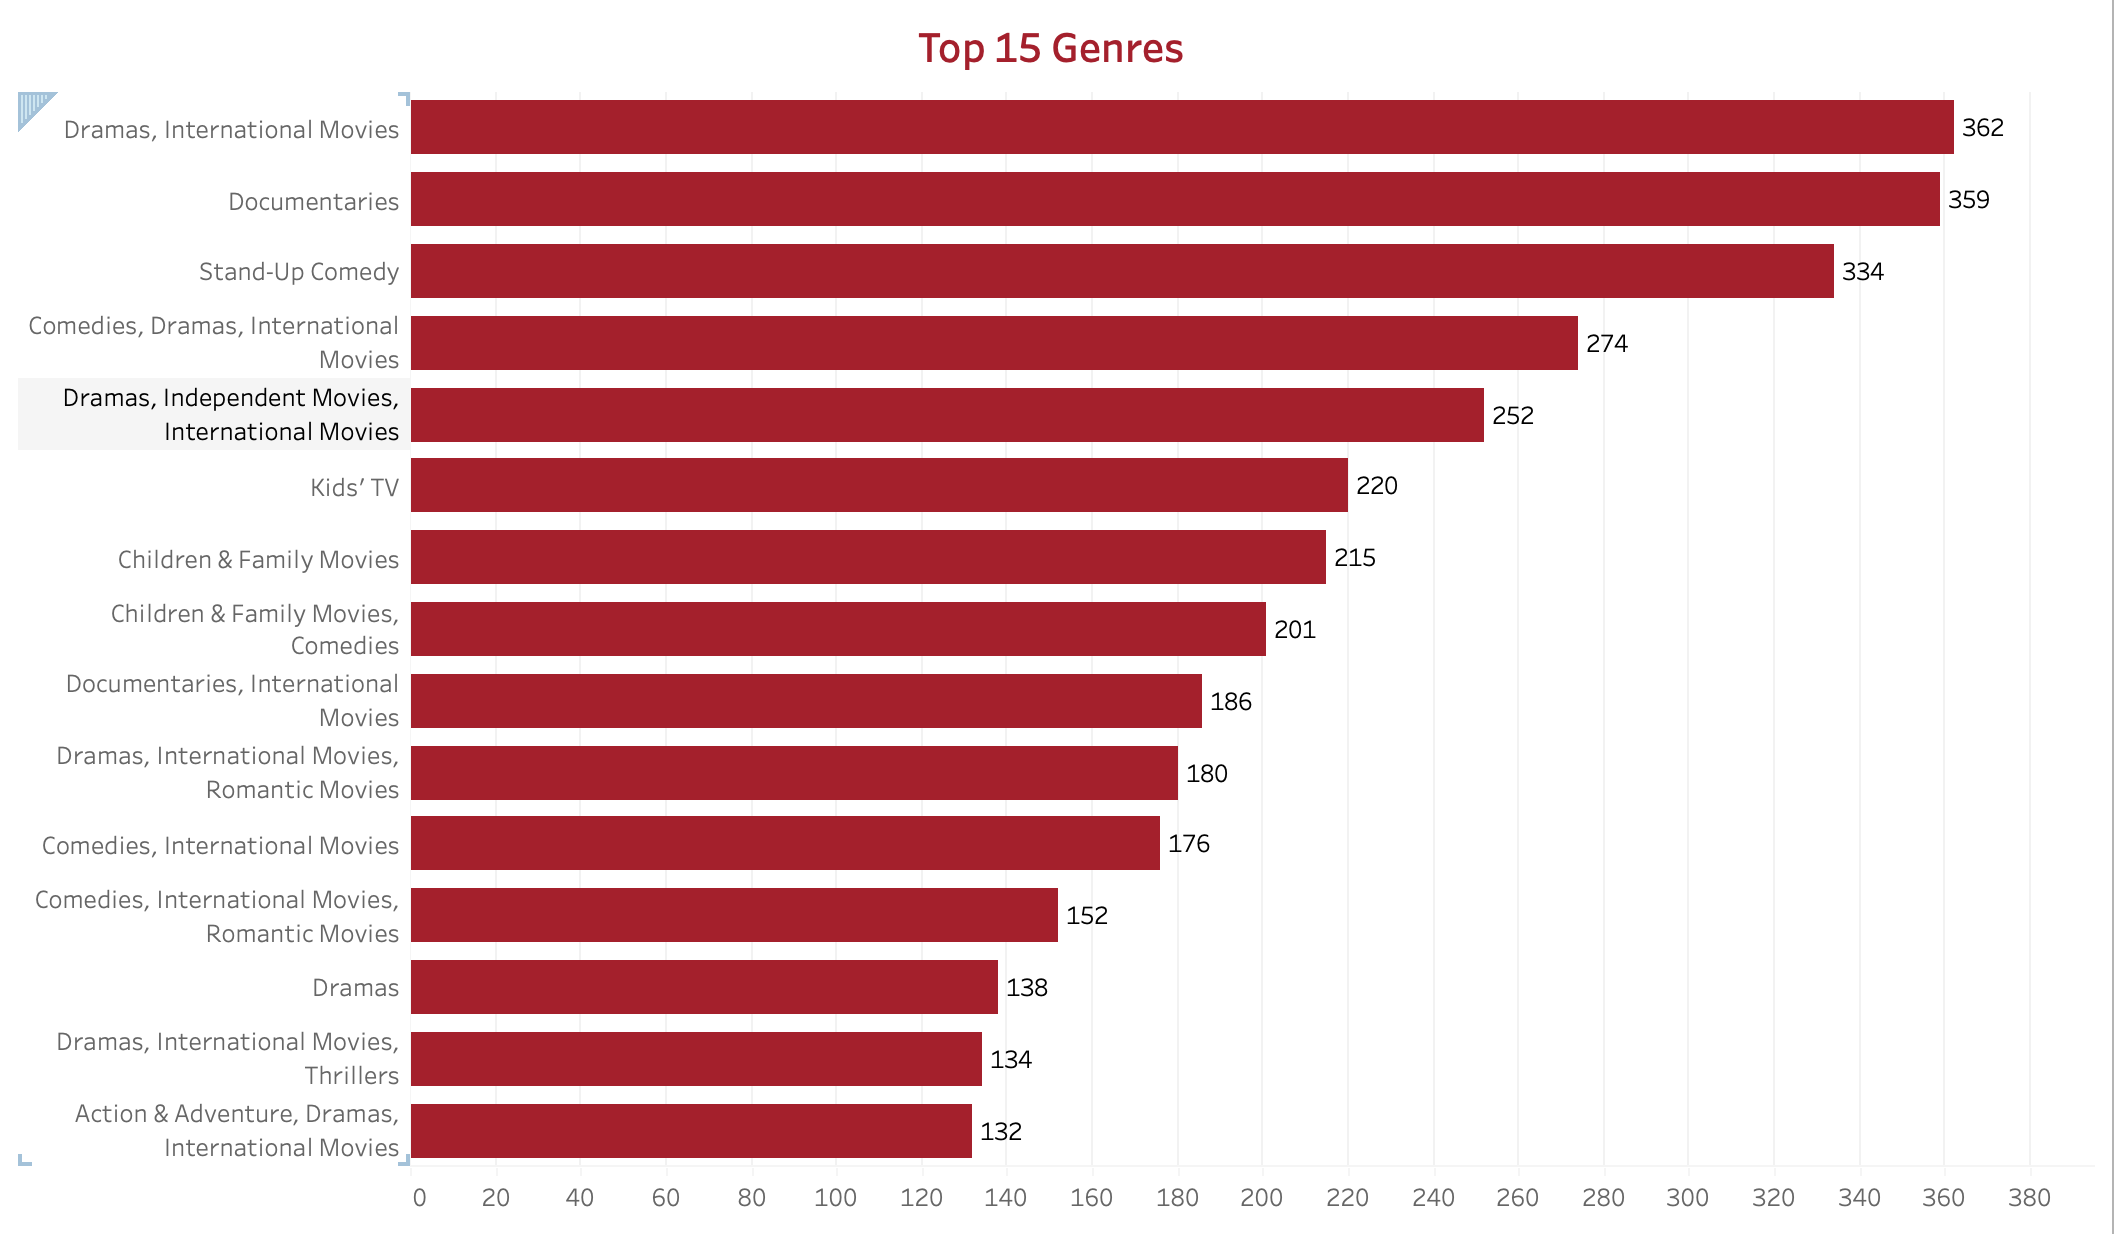 Top 15 Genres
Dramas, International Movies
362
Documentaries
359
Stand-Up Comedy
334
Comedies, Dramas, International
Movies
274
Dramas, Independent Movies,
International Movies
252
Kids’ TV
220
Children & Family Movies
215
Children & Family Movies,
Comedies
201
Documentaries, International
Movies
186
Dramas, International Movies,
Romantic Movies
180
Comedies, International Movies
176
Comedies, International Movies,
Romantic Movies
152
Dramas
138
Dramas, International Movies,
Thrillers
134
Action & Adventure, Dramas,
International Movies
132
0 20 40 60 80 100 120 140 160 180 200 220 240 260 280 300 320 340 360 380